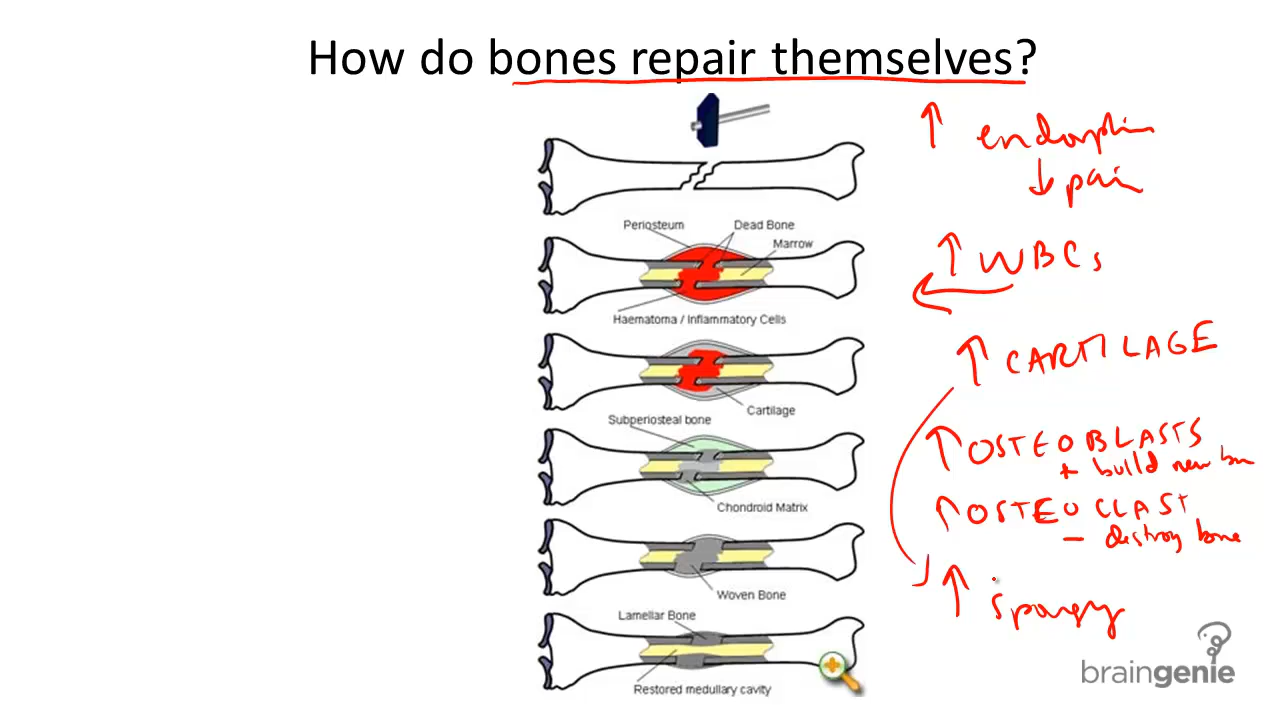 How do bones repair themselves?
↑ endorphin
↓ pain
Periosteum
Dead Bone
Marrow
Haematoma / Inflammatory Cells
↑ WBCs
Cartilage
↑ CARTILAGE
Subperiosteal bone
Chondroid Matrix
↑ OSTEOBLASTS
+ build new bon
↑ OSTEOCLAST
- destroy bone
Woven Bone
↑ spongy
Lamellar Bone
Restored medullary cavity
braingenie